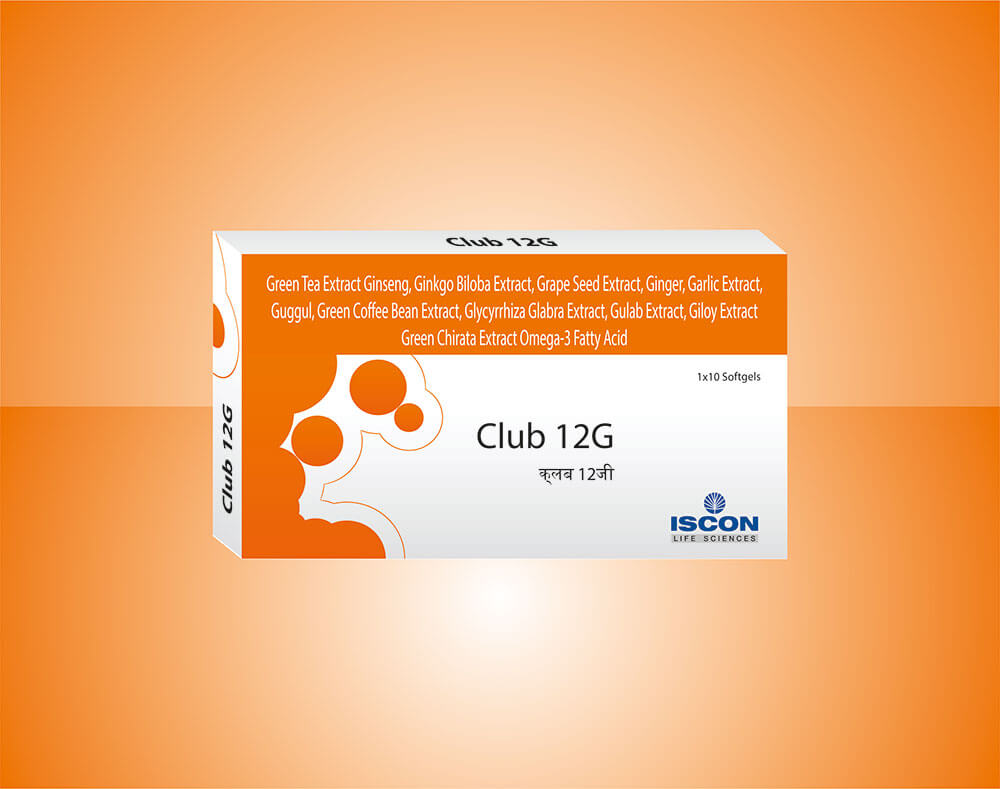 Club 12G
Green Tea Extract Ginseng, Ginkgo Biloba Extract, Grape Seed Extract, Ginger, Garlic Extract,
Guggul, Green Coffee Bean Extract, Glycyrrhiza Glabra Extract, Gulab Extract, Giloy Extract
Green Chirata Extract Omega-3 Fatty Acid
1x10 Softgels
Club 12G
Club 12G
क्‌लब 12जी
ISCON
LIFE SCIENCES